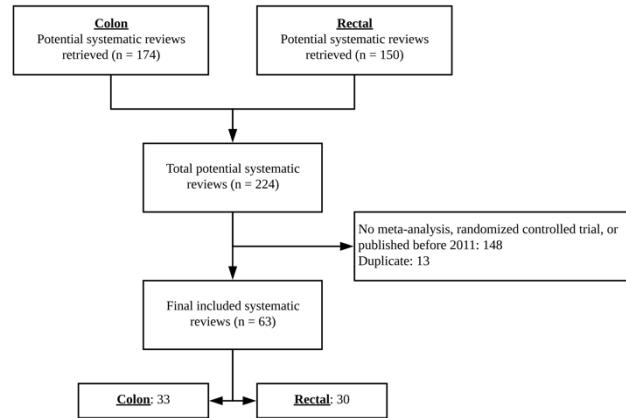 Colon
Potential systematic reviews
retrieved (n = 174)
Rectal
Potential systematic reviews
retrieved (n = 150)
Total potential systematic
reviews (n = 224)
No meta-analysis, randomized controlled trial, or
published before 2011: 148
Duplicate: 13
Final included systematic
reviews (n = 63)
Colon: 33
Rectal: 30